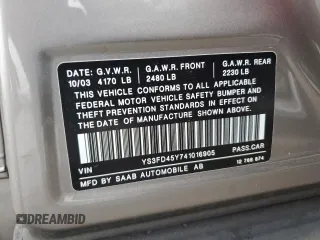 DATE: G.V.W.R. G.A.W.R. FRONT G.A.W.R. REAR
10/03 4170 LB 2480 LB 2230 LB
THIS VEHICLE CONFORMS TO ALL APPLICABLE
FEDERAL MOTOR VEHICLE SAFETY BUMPER AND
THEFT PREVENTION STANDARDS IN EFFECT ON
THE DATE OF MANUFACTURE SHOWN ABOVE.
YS3FD45Y741016905 PASS.CAR
VIN
MFD BY SAAB AUTOMOBILE AB 12 765 674
DREAMBID